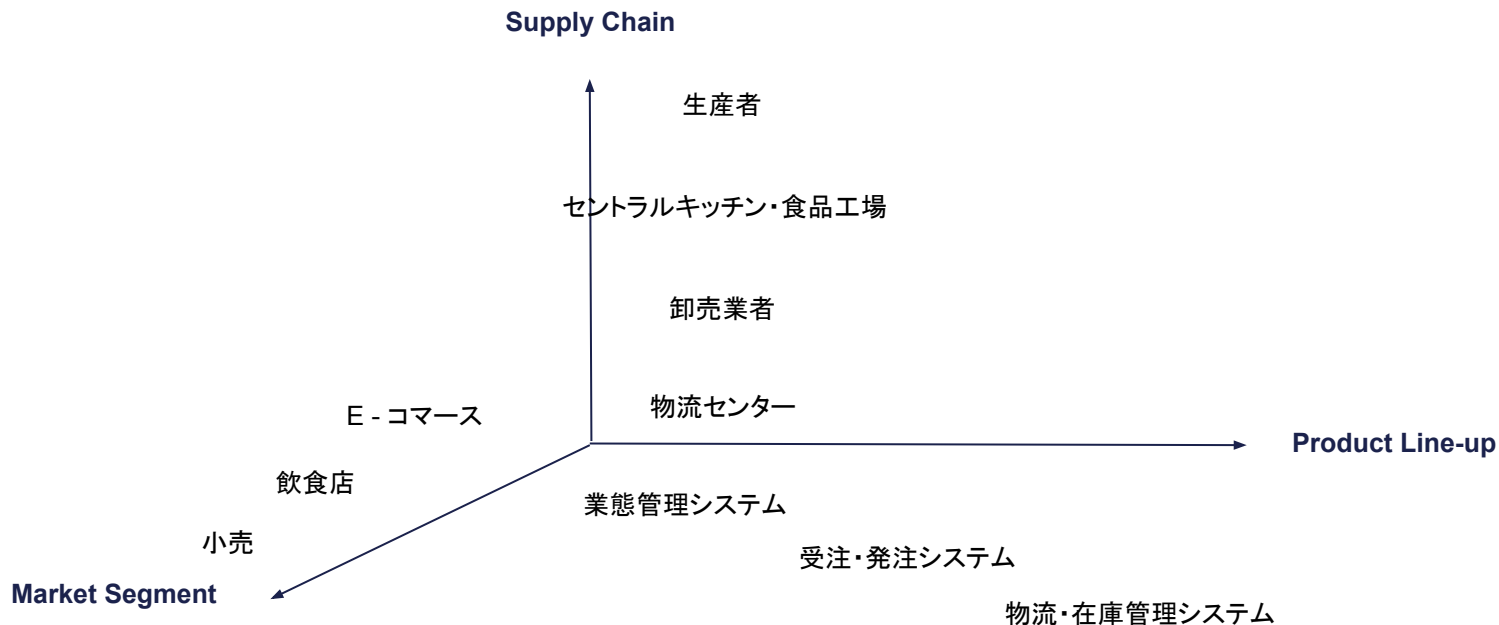 Supply Chain
生産者
セントラルキッチン・食品工場
卸売業者
物流センター
E - コマース
Product Line-up
飲食店
業態管理システム
小売
受注・発注システム
Market Segment
物流・在庫管理システム